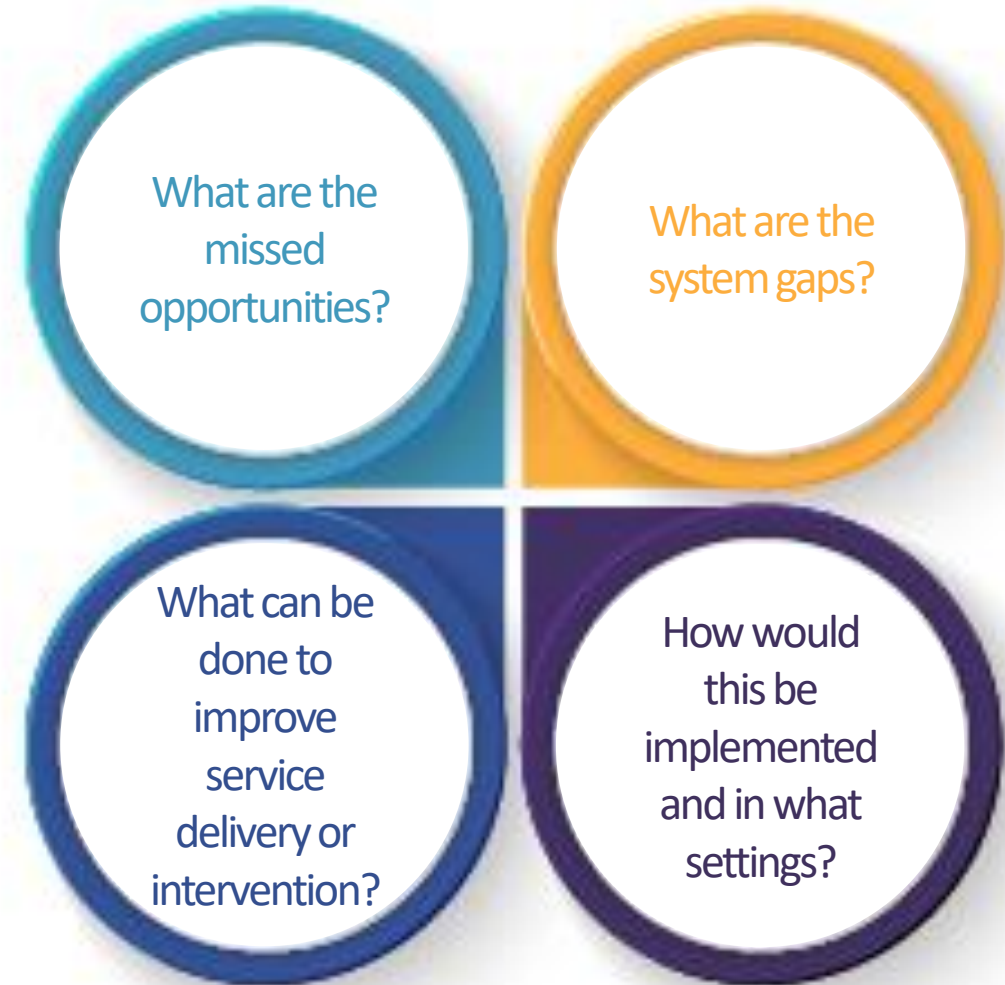 What are the
missed
opportunities?
What are the
system gaps?
What can be
done to
improve
service
delivery or
intervention?
How would
this be
implemented
and in what
settings?